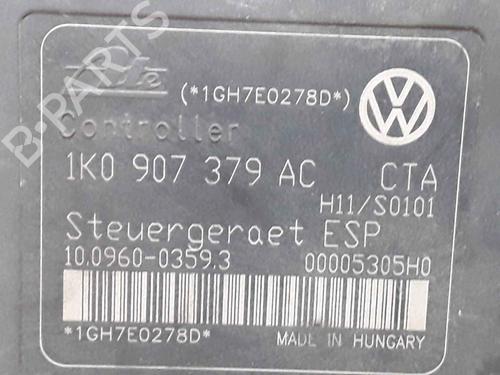 B-PARTS
Ate
(*1GH7E0278D*)
Controller
1K0 907 379 AC CTA
H11/S0101
Steuergeraet ESP
10.0960-0359.3 00005305H0
*1GH7E0278D* MADE IN HUNGARY